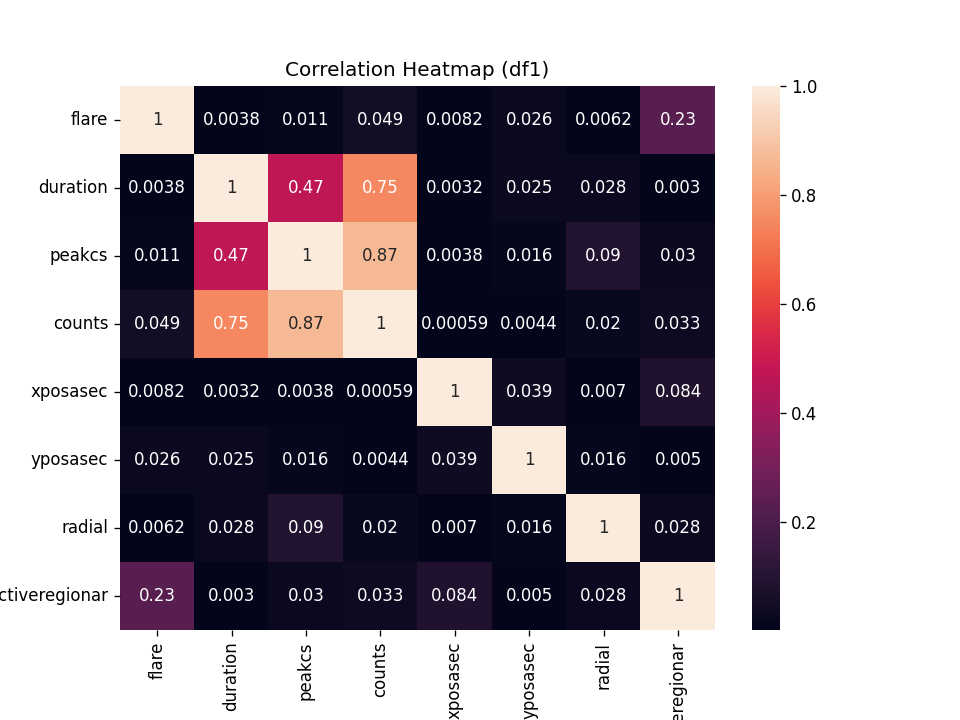 Correlation Heatmap (df1)
flare 1 0.0038 0.011 0.049 0.0082 0.026 0.0062 0.23
duration 0.0038 1 0.47 0.75 0.0032 0.025 0.028 0.003
peakcs 0.011 0.47 1 0.87 0.0038 0.016 0.09 0.03
counts 0.049 0.75 0.87 1 0.00059 0.0044 0.02 0.033
xposasec 0.0082 0.0032 0.0038 0.00059 1 0.039 0.007 0.084
yposasec 0.026 0.025 0.016 0.0044 0.039 1 0.016 0.005
radial 0.0062 0.028 0.09 0.02 0.007 0.016 1 0.028
ctiveregionar 0.23 0.003 0.03 0.033 0.084 0.005 0.028 1
flare duration peakcs counts xposasec yposasec radial eregionar
1.0
0.8
0.6
0.4
0.2